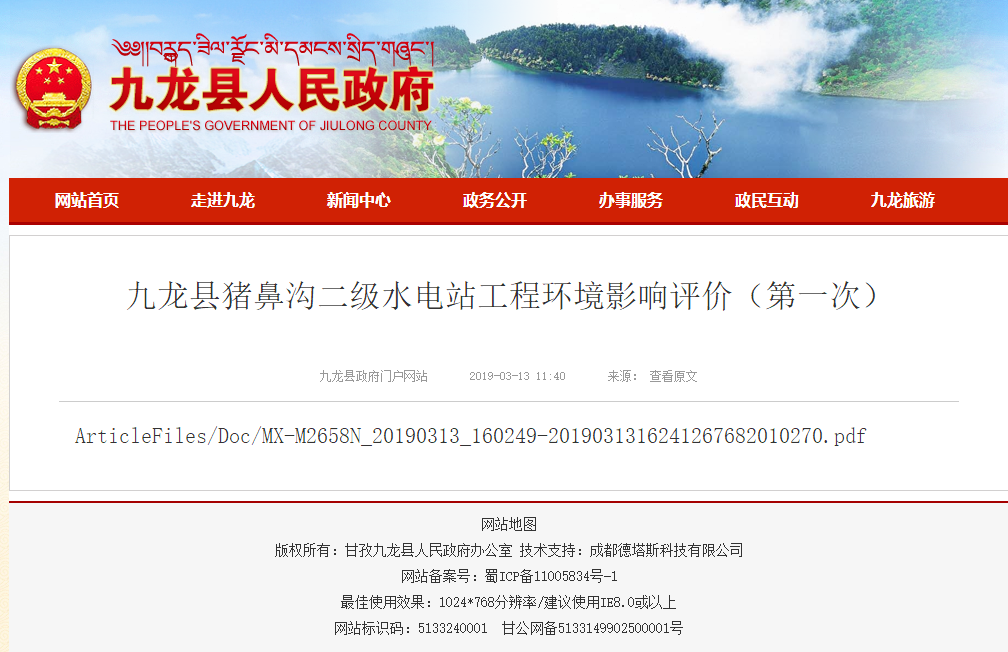 ༄༅།།བརྒྱད་ཟིལ་རྫོང་མི་དམངས་སྲིད་གཞུང་།
九龙县人民政府
THE PEOPLE'S GOVERNMENT OF JIULONG COUNTY
网站首页 走进九龙 新闻中心 政务公开 办事服务 政民互动 九龙旅游
九龙县猪鼻沟二级水电站工程环境影响评价（第一次）
九龙县政府门户网站 2019-03-13 11:40 来源： 查看原文
ArticleFiles/Doc/MX-M2658N_20190313_160249-2019031316241267682010270.pdf
网站地图
版权所有：甘孜九龙县人民政府办公室 技术支持：成都德塔斯科技有限公司
网站备案号：蜀ICP备11005834号-1
最佳使用效果：1024*768分辨率/建议使用IE8.0或以上
网站标识码：5133240001 甘公网备5133149902500001号